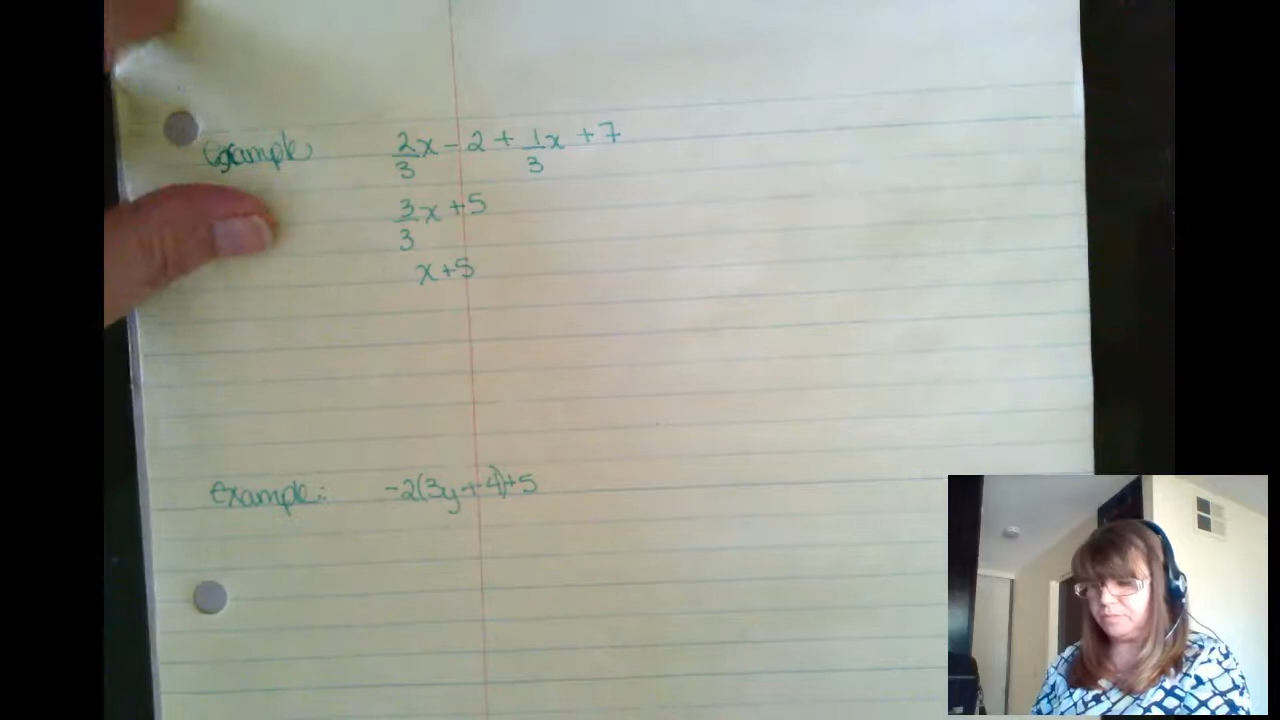 example 2/3x - 2 + 1/3x + 7
3/3x + 5
x + 5
example: -2(3y + 4) + 5